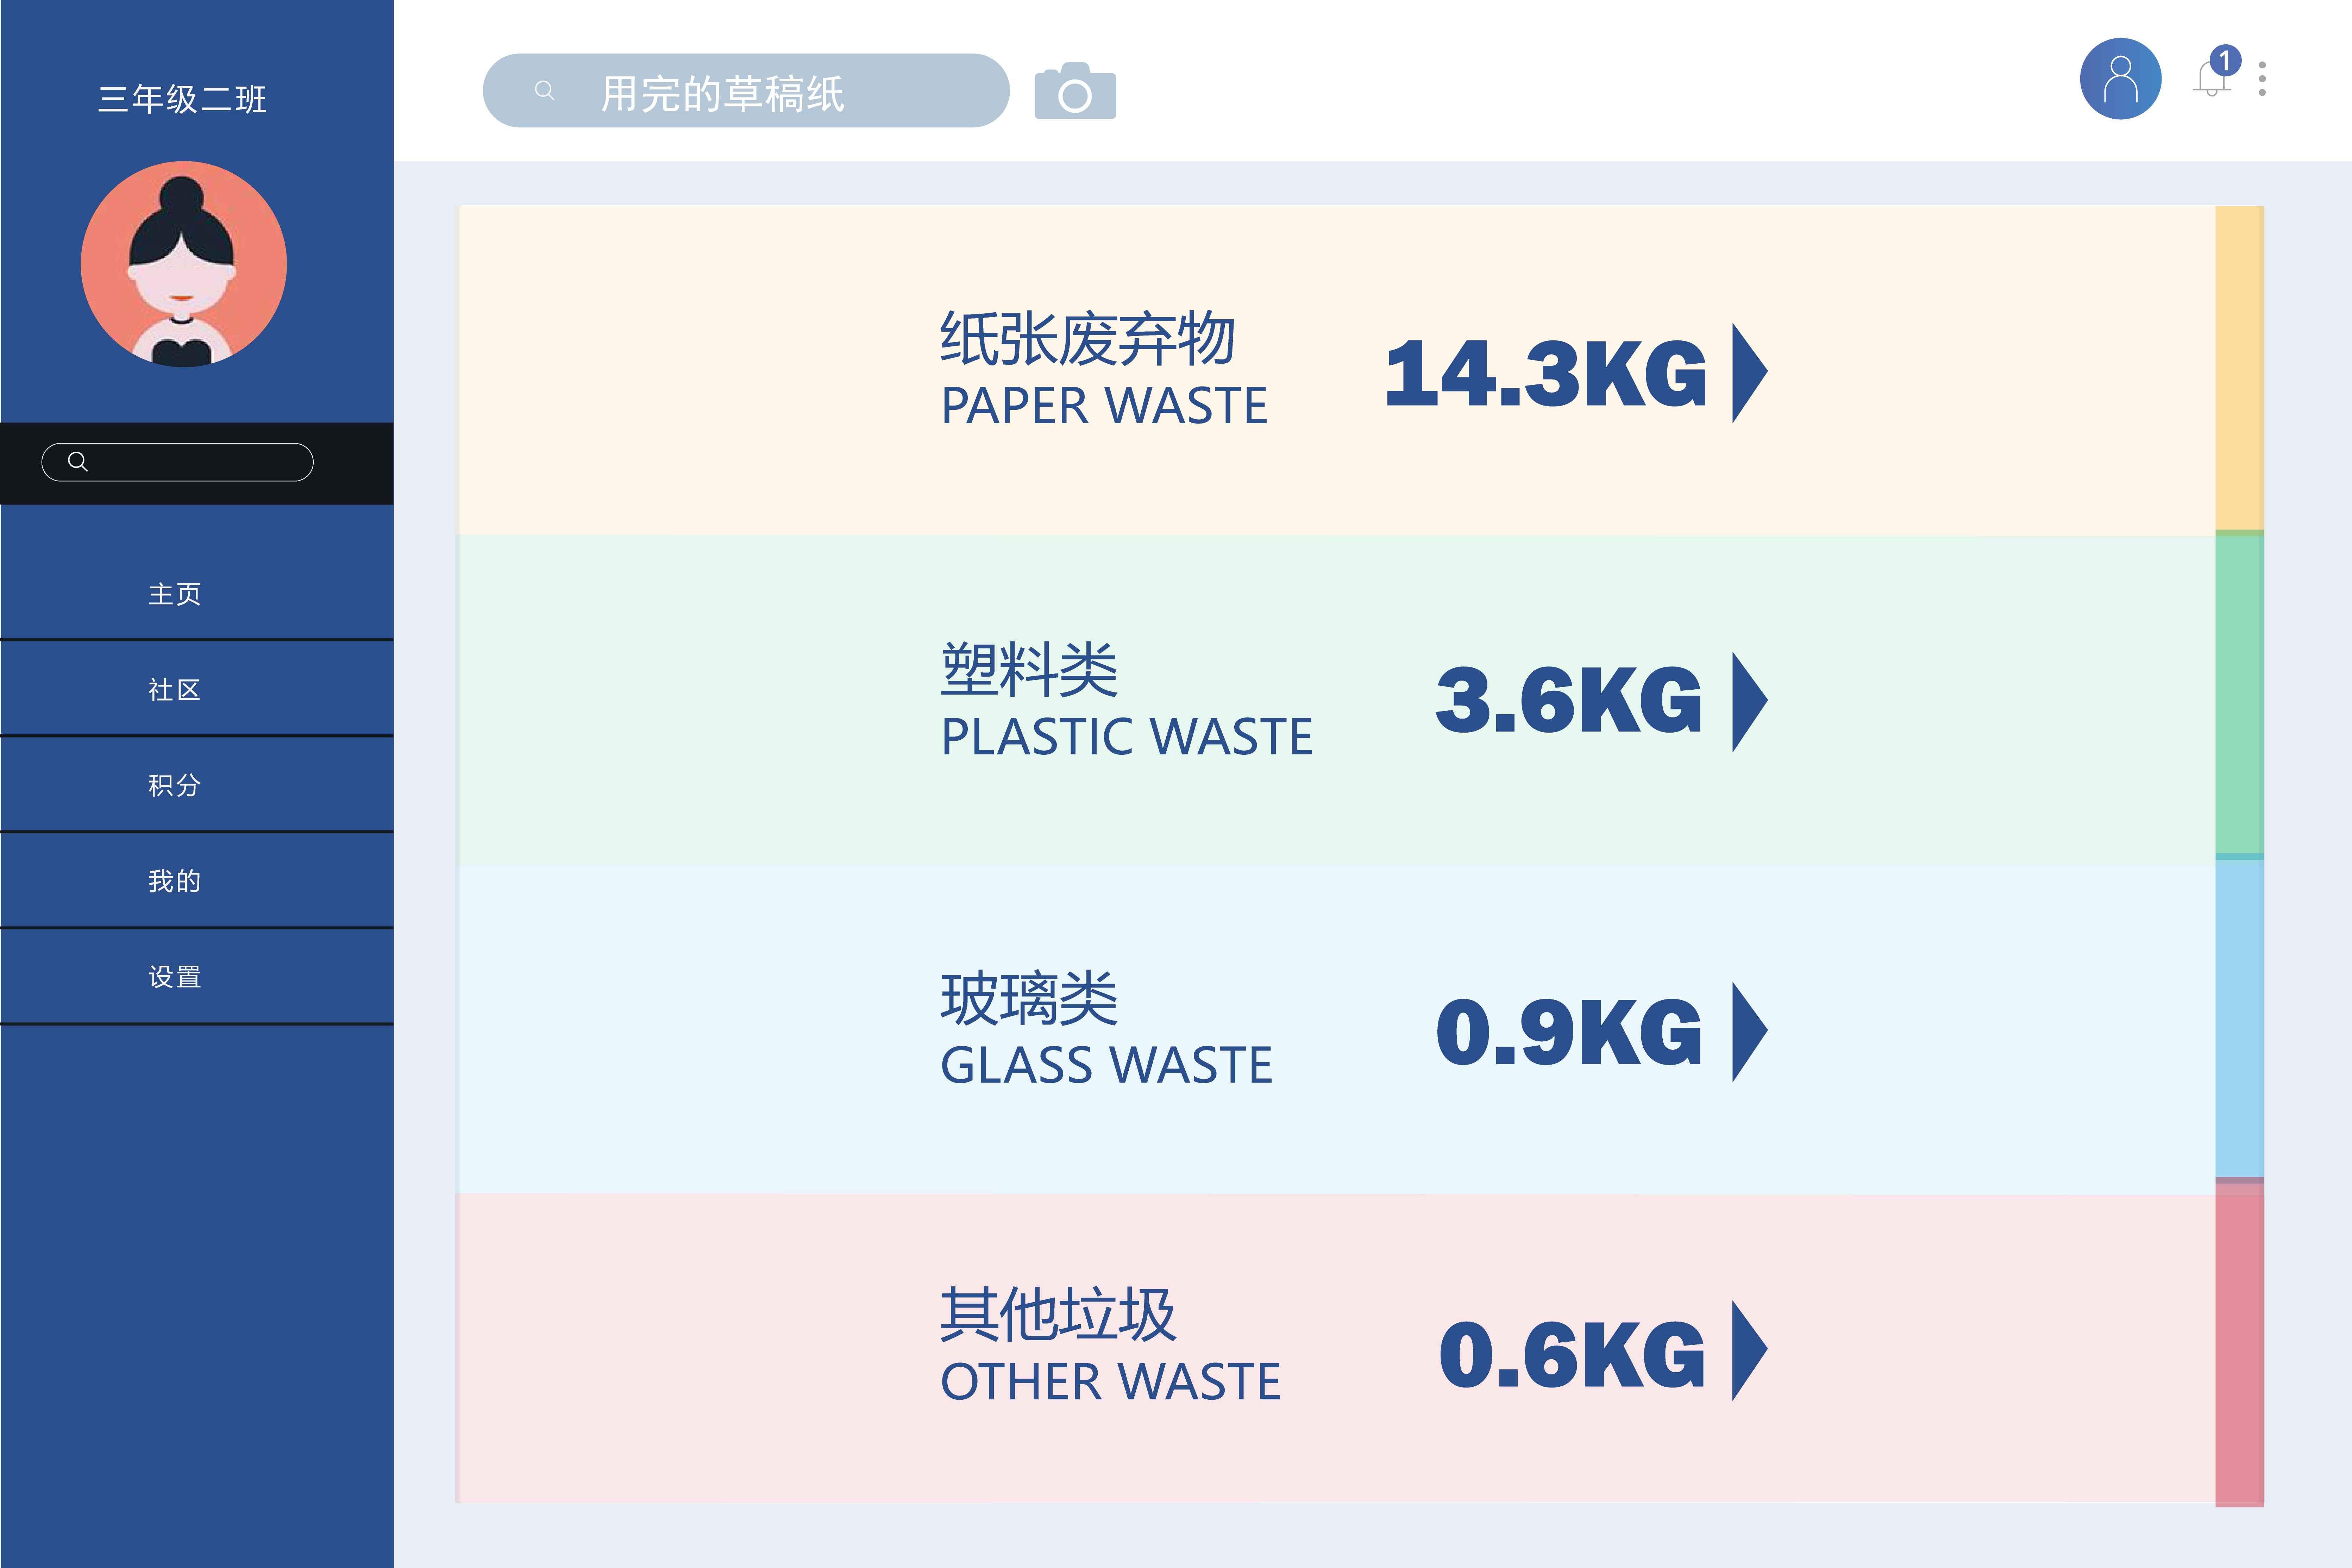 三年级二班
主页
社区
积分
我的
设置
用完的草稿纸
1
纸张废弃物
PAPER WASTE
14.3KG
塑料类
PLASTIC WASTE
3.6KG
玻璃类
GLASS WASTE
0.9KG
其他垃圾
OTHER WASTE
0.6KG